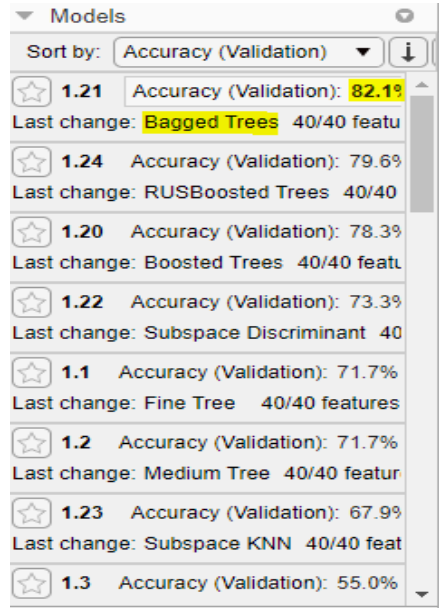 Models
Sort by: Accuracy (Validation)
1.21 Accuracy (Validation): 82.1%
Last change: Bagged Trees 40/40 featu
1.24 Accuracy (Validation): 79.6%
Last change: RUSBoosted Trees 40/40
1.20 Accuracy (Validation): 78.3%
Last change: Boosted Trees 40/40 featu
1.22 Accuracy (Validation): 73.3%
Last change: Subspace Discriminant 40
1.1 Accuracy (Validation): 71.7%
Last change: Fine Tree 40/40 features
1.2 Accuracy (Validation): 71.7%
Last change: Medium Tree 40/40 featur
1.23 Accuracy (Validation): 67.9%
Last change: Subspace KNN 40/40 feat
1.3 Accuracy (Validation): 55.0%